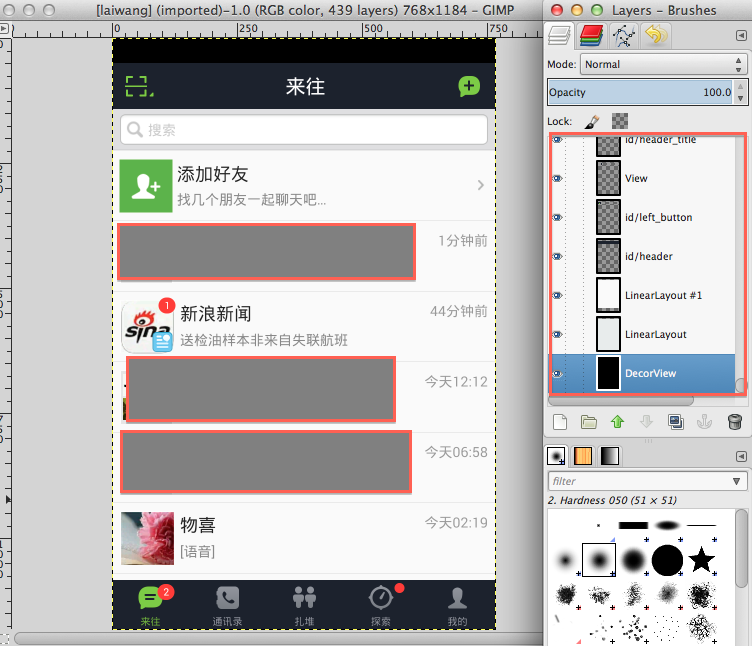 [laiwang] (imported)-1.0 (RGB color, 439 layers) 768x1184 – GIMP
0
250
500
750
来往
搜索
添加好友
找几个朋友一起聊天吧...
1分钟前
1
新浪新闻
44分钟前
sina
送检油样本非来自失联航班
今天12:12
今天06:58
物喜
今天02:19
[语音]
2
来往
通讯录
扎堆
探索
我的
Layers – Brushes
Mode: Normal
Opacity 100.0
Lock:
id/header_title
View
id/left_button
id/header
LinearLayout #1
LinearLayout
DecorView
filter
2. Hardness 050 (51 × 51)